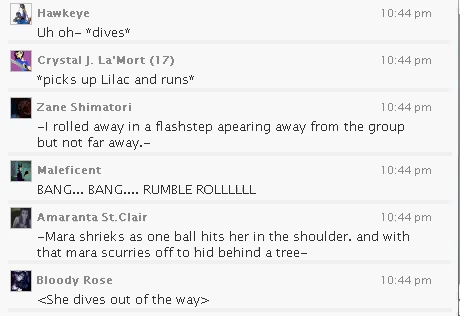 Hawkeye 10:44 pm
Uh oh- *dives*
Crystal J. La'Mort (17) 10:44 pm
*picks up Lilac and runs*
Zane Shimatori 10:44 pm
-I rolled away in a flashstep apearing away from the group
but not far away.-
Maleficent 10:44 pm
BANG... BANG.... RUMBLE ROLLLLLL
Amaranta St.Clair 10:44 pm
-Mara shrieks as one ball hits her in the shoulder. and with
that mara scurries off to hid behind a tree-
Bloody Rose 10:44 pm
<She dives out of the way>